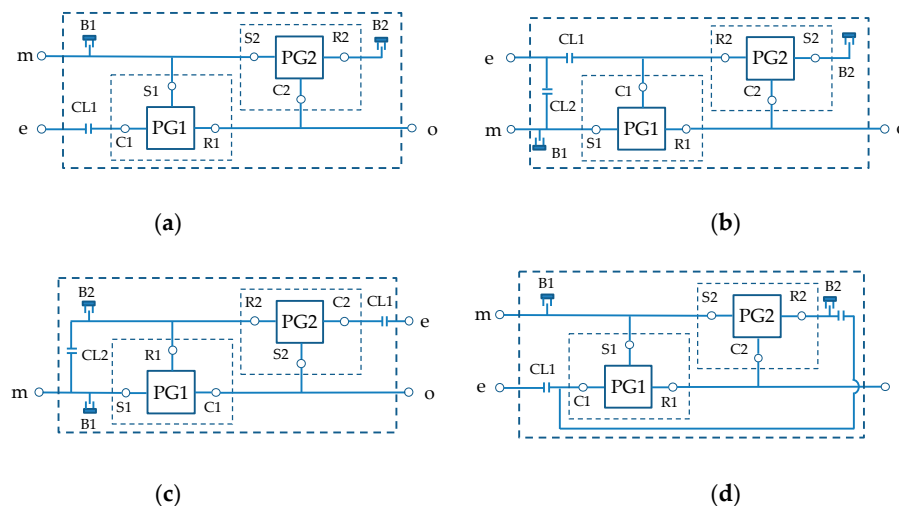 B1
S2
PG2
R2
B2
m
C2
CL1
S1
e
C1
PG1
R1
o
(a)
e
CL1
R2
PG2
S2
B2
CL2
C1
C2
m
S1
PG1
R1
B1
(b)
B2
R2
PG2
C2
CL1
e
CL2
R1
S2
m
S1
PG1
C1
o
B1
(c)
B1
S2
PG2
R2
B2
m
C2
CL1
S1
e
C1
PG1
R1
(d)